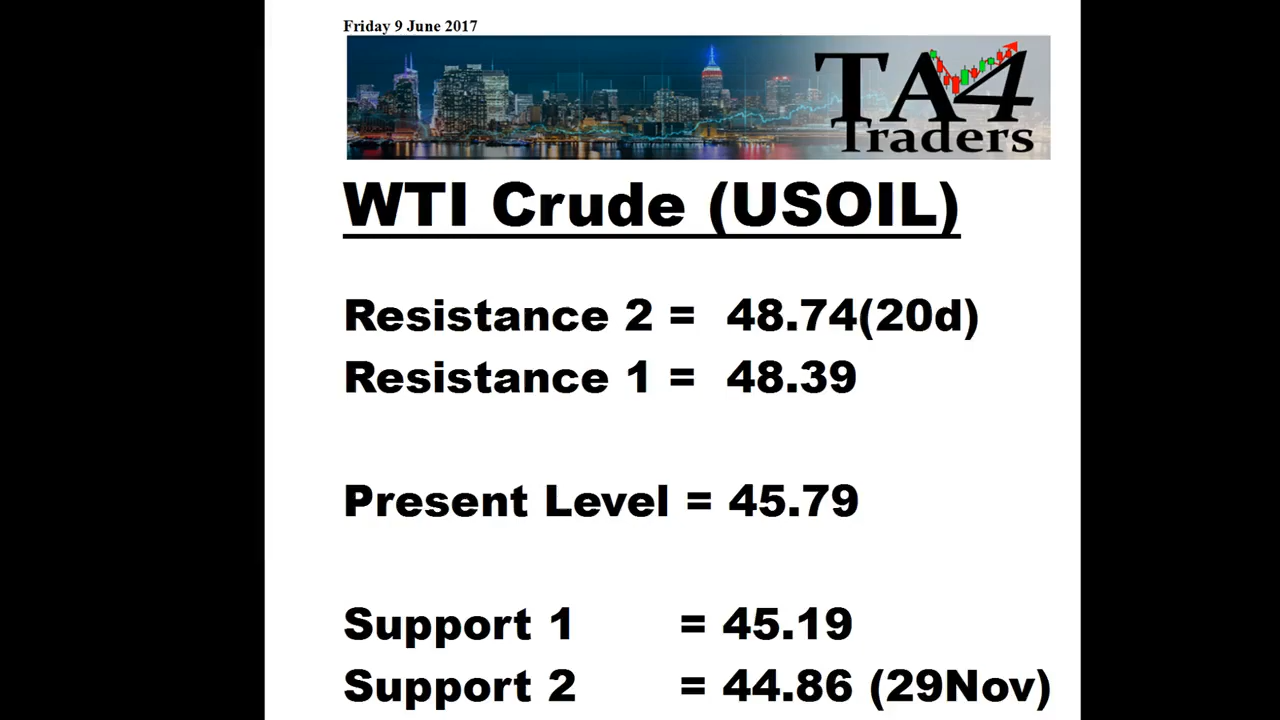 Friday 9 June 2017
TA4
Traders
WTI Crude (USOIL)
Resistance 2 = 48.74(20d)
Resistance 1 = 48.39
Present Level = 45.79
Support 1 = 45.19
Support 2 = 44.86 (29Nov)